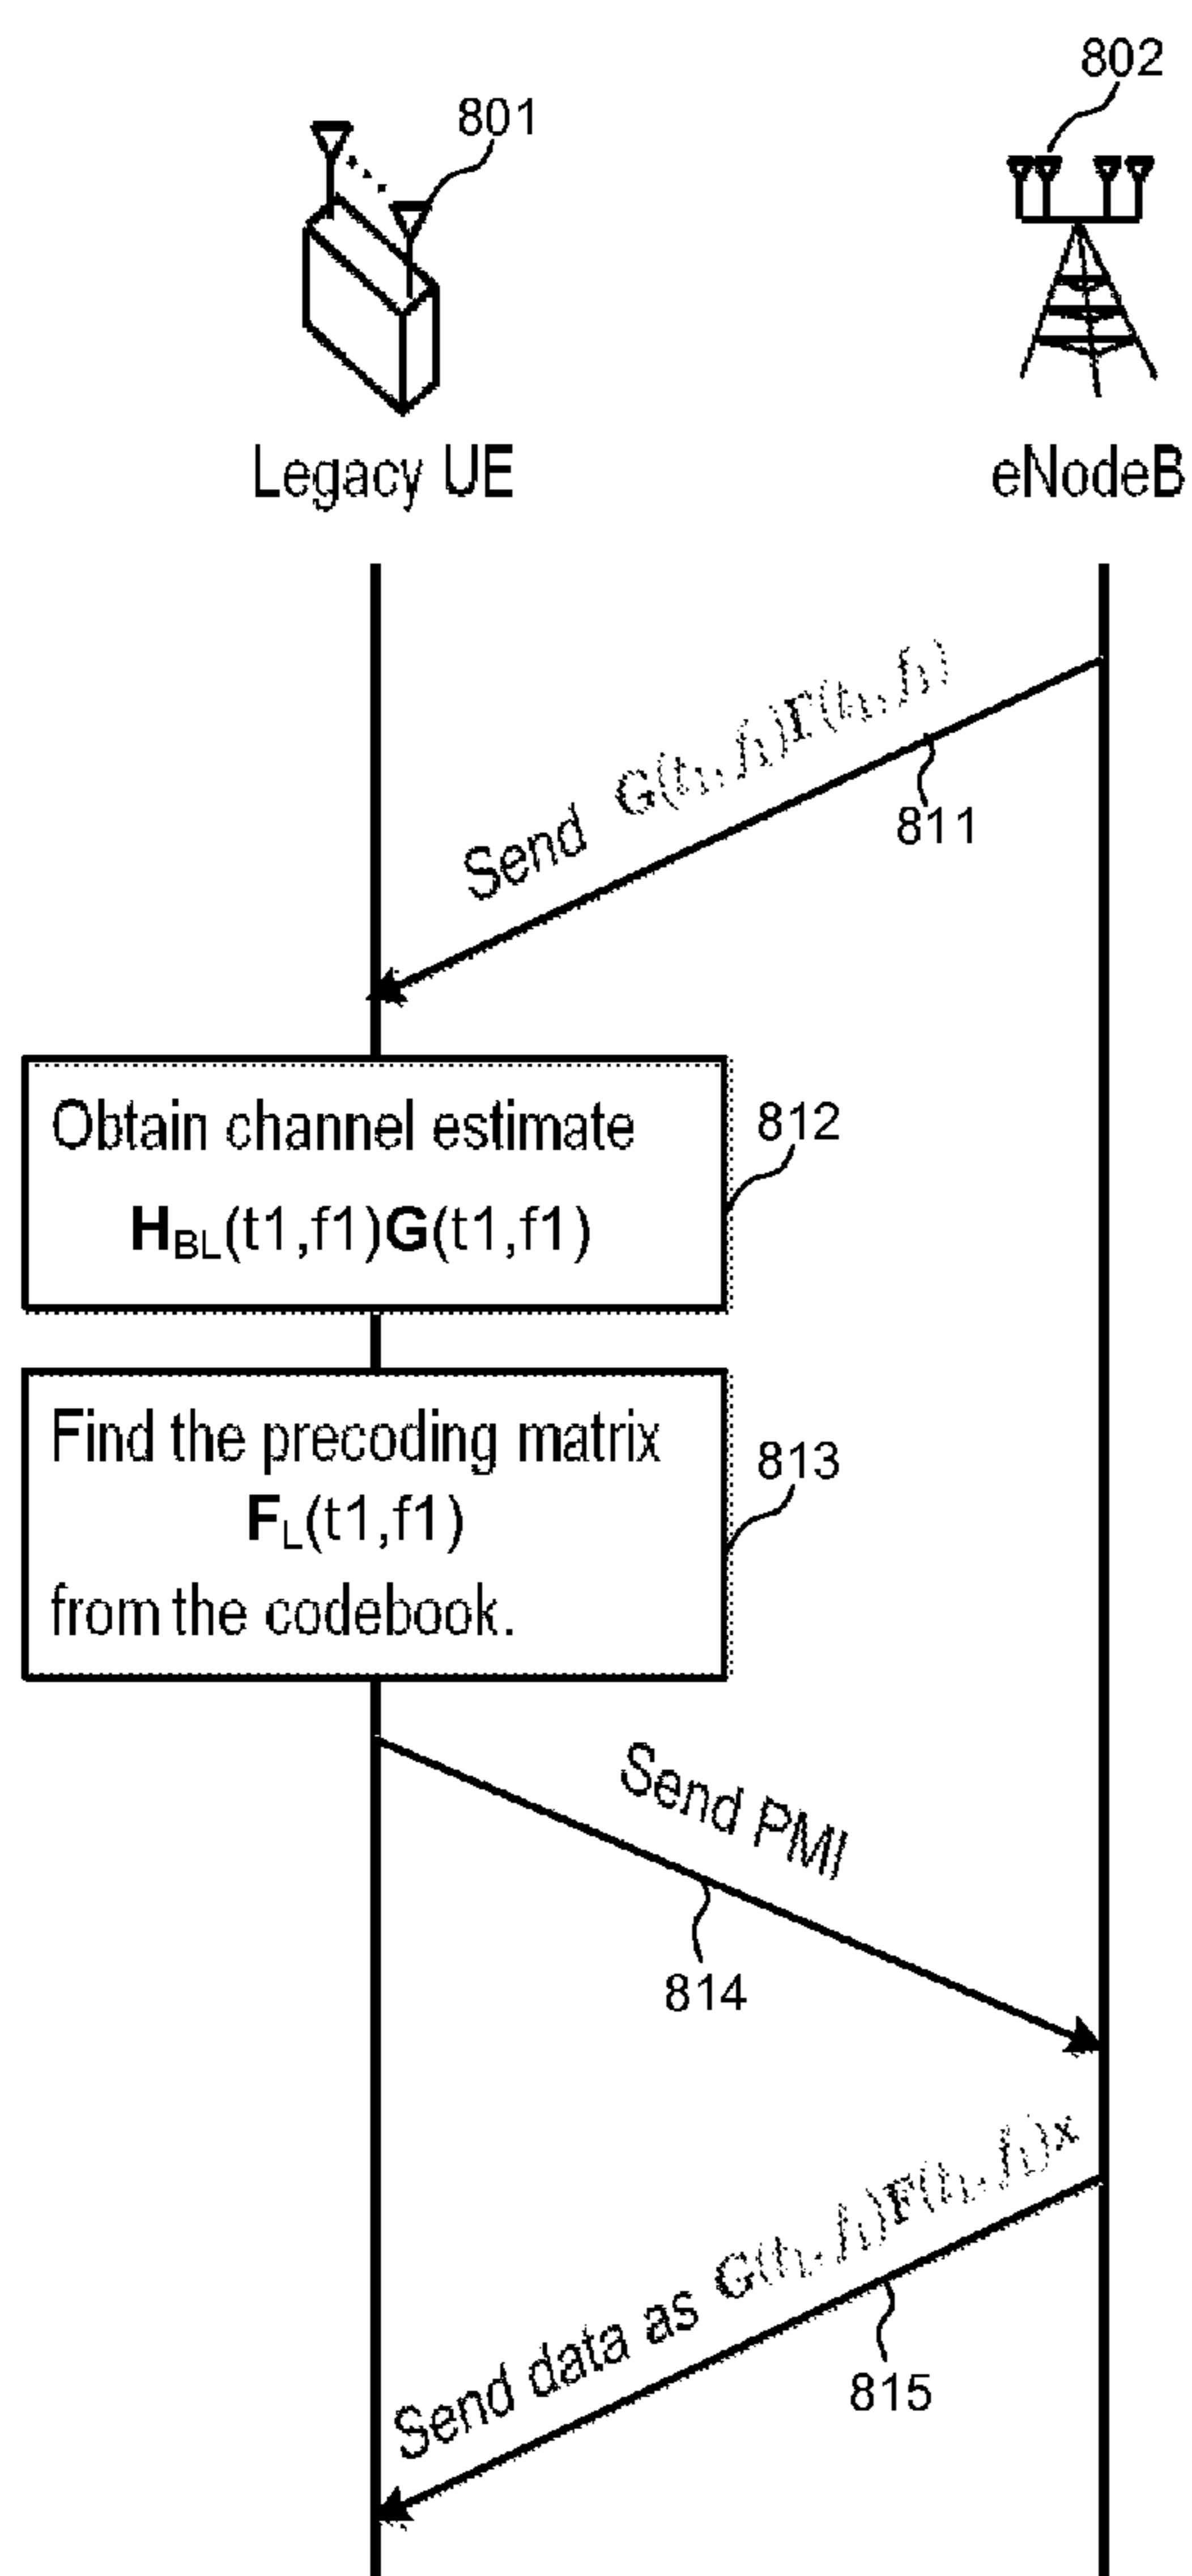 802
801
Legacy UE
eNodeB
Send G(t₁, f₁)Γ(t₁, f₁)
811
Obtain channel estimate
H_BL(t1,f1)G(t1,f1)
812
Find the precoding matrix
F_L(t1,f1)
from the codebook.
813
Send PMI
814
Send data as G(t₁, f₁)F(t₁, f₁)x
815